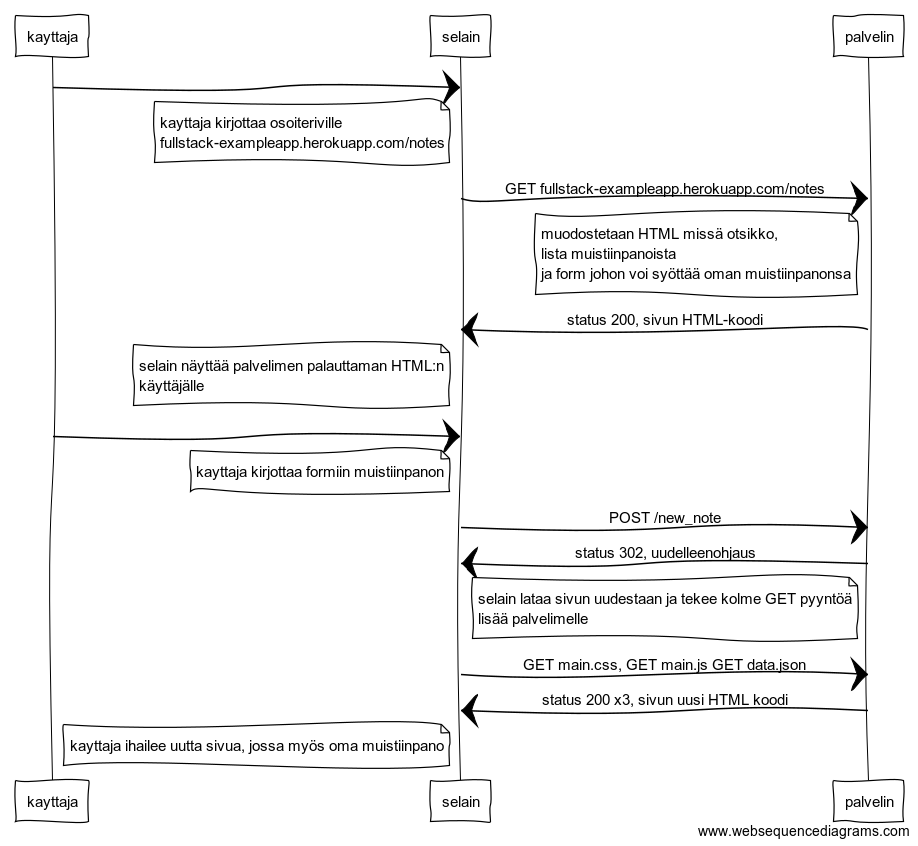 kayttaja
selain
palvelin
kayttaja kirjottaa osoiteriville
fullstack-exampleapp.herokuapp.com/notes
GET fullstack-exampleapp.herokuapp.com/notes
muodostetaan HTML missä otsikko,
lista muistiinpanoista
ja form johon voi syöttää oman muistiinpanonsa
status 200, sivun HTML-koodi
selain näyttää palvelimen palauttaman HTML:n
käyttäjälle
kayttaja kirjottaa formiin muistiinpanon
POST /new_note
status 302, uudelleenohjaus
selain lataa sivun uudestaan ja tekee kolme GET pyyntöä
lisää palvelimelle
GET main.css, GET main.js GET data.json
status 200 x3, sivun uusi HTML koodi
kayttaja ihailee uutta sivua, jossa myös oma muistiinpano
kayttaja
selain
palvelin
www.websequencediagrams.com